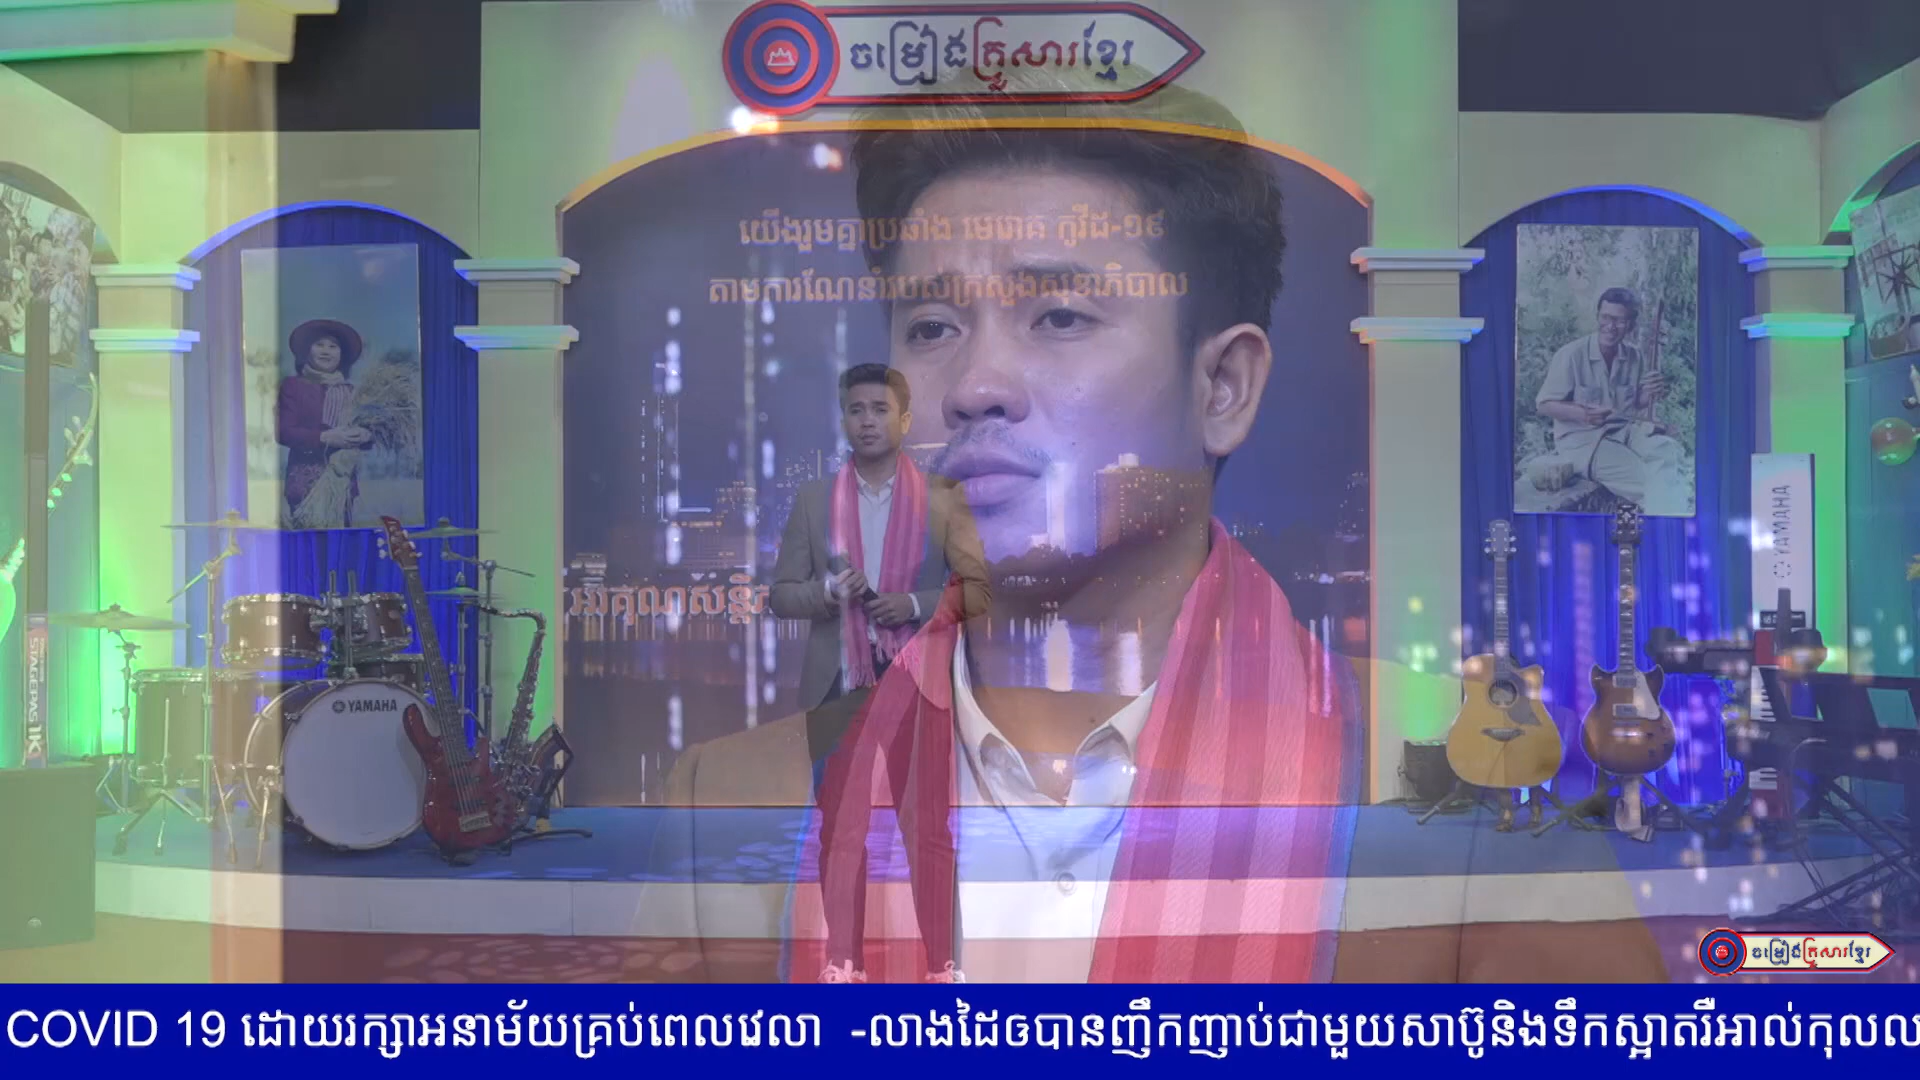 ចម្រៀងគ្រួសារខ្មែរ
យើងរួមគ្នាប្រឆាំង មេរោគ កូវីដ-១៩
តាមការណែនាំរបស់ក្រសួងសុខាភិបាល
YAMAHA
YAMAHA
STAGEPAS 1K
ចម្រៀងគ្រួសារខ្មែរ
COVID 19 ដោយរក្សាអនាម័យគ្រប់ពេលវេលា -លាងដៃឲបានញឹកញាប់ជាមួយសាប៊ូនិងទឹកស្អាតរឺអាល់កុល